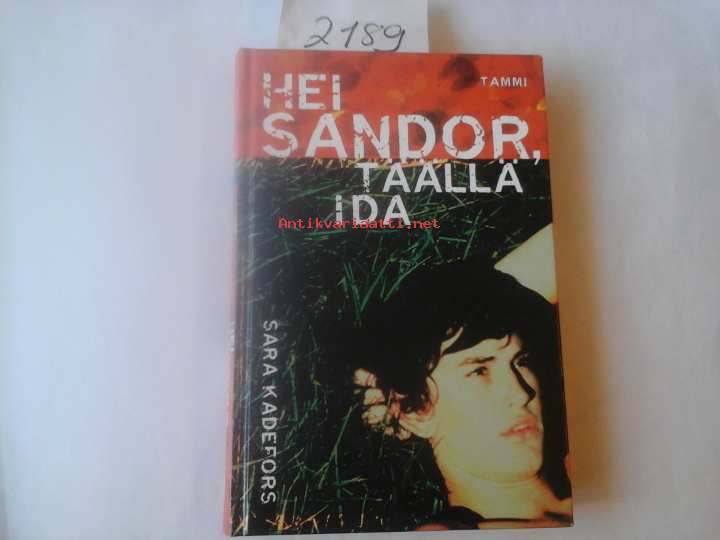 2189
TAMMI
HEI
SANDOR,
TÄÄLLÄ
IDA
Antikvariaatti.net
SARA KADEFORS